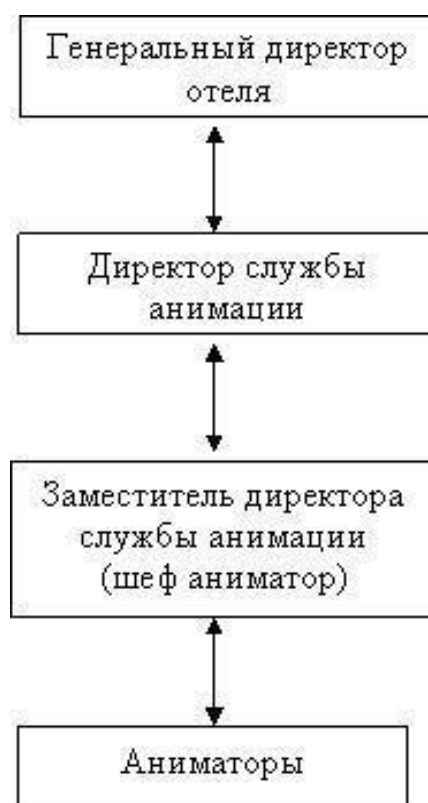 Генеральный директор
отеля
Директор службы
анимации
Заместитель директора
службы анимации
(шеф аниматор)
Аниматоры